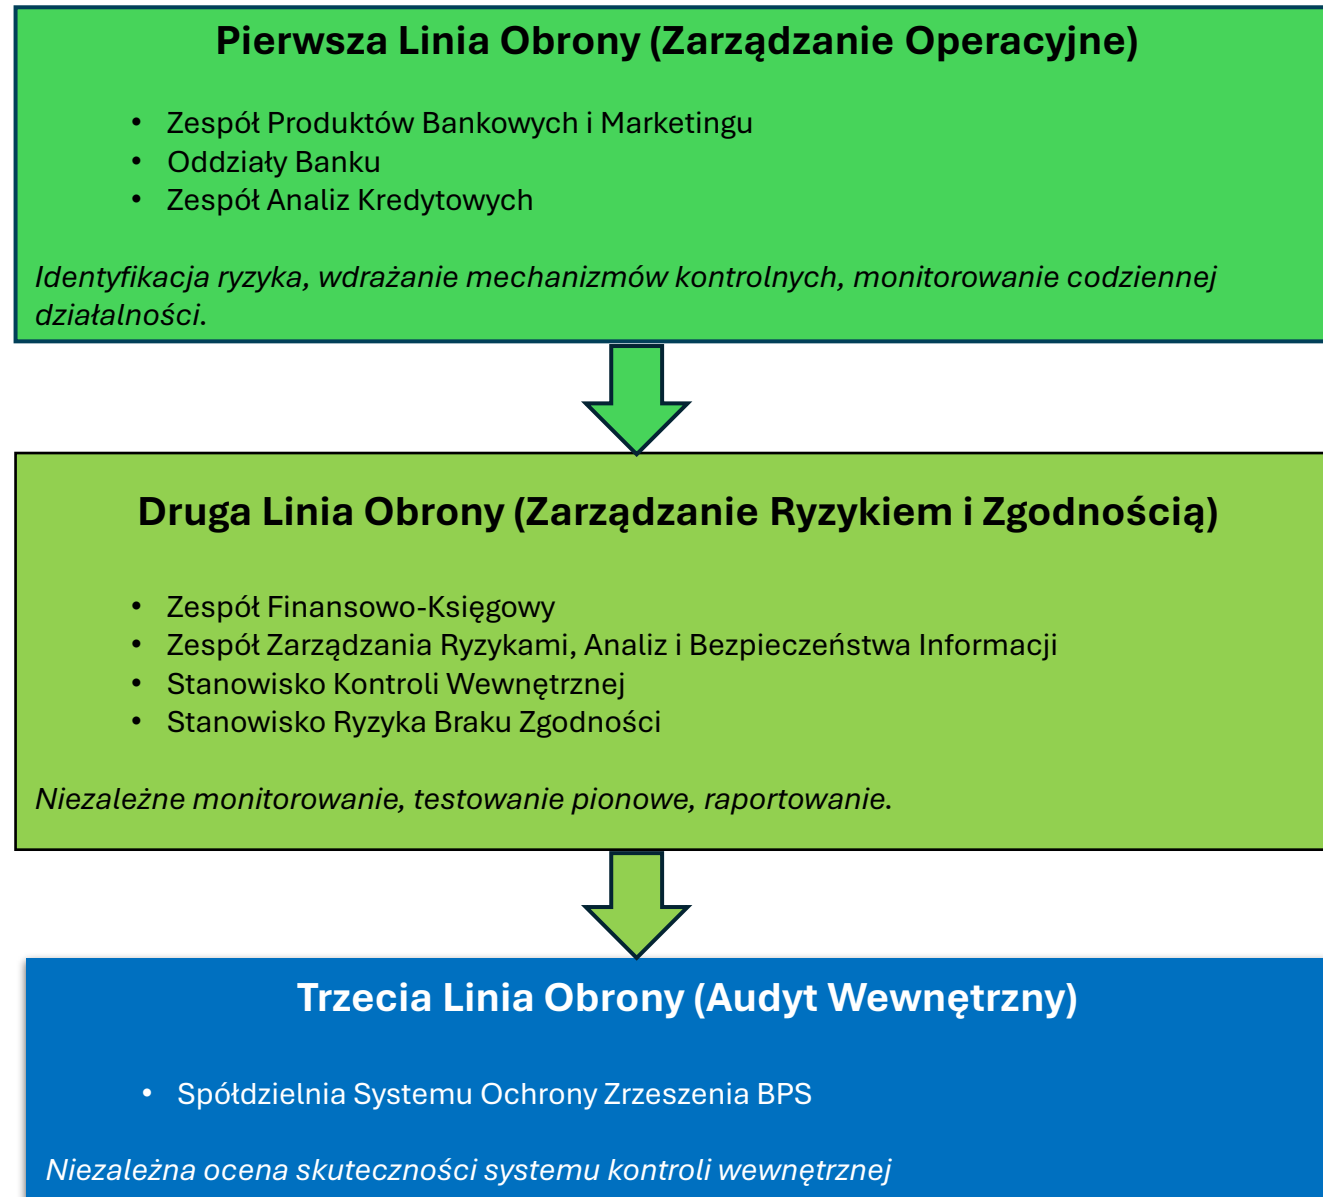 Pierwsza Linia Obrony (Zarządzanie Operacyjne)
• Zespół Produktów Bankowych i Marketingu
• Oddziały Banku
• Zespół Analiz Kredytowych
Identyfikacja ryzyka, wdrażanie mechanizmów kontrolnych, monitorowanie codziennej
działalności.
Druga Linia Obrony (Zarządzanie Ryzykiem i Zgodnością)
• Zespół Finansowo-Księgowy
• Zespół Zarządzania Ryzykami, Analiz i Bezpieczeństwa Informacji
• Stanowisko Kontroli Wewnętrznej
• Stanowisko Ryzyka Braku Zgodności
Niezależne monitorowanie, testowanie pionowe, raportowanie.
Trzecia Linia Obrony (Audyt Wewnętrzny)
• Spółdzielnia Systemu Ochrony Zrzeszenia BPS
Niezależna ocena skuteczności systemu kontroli wewnętrznej